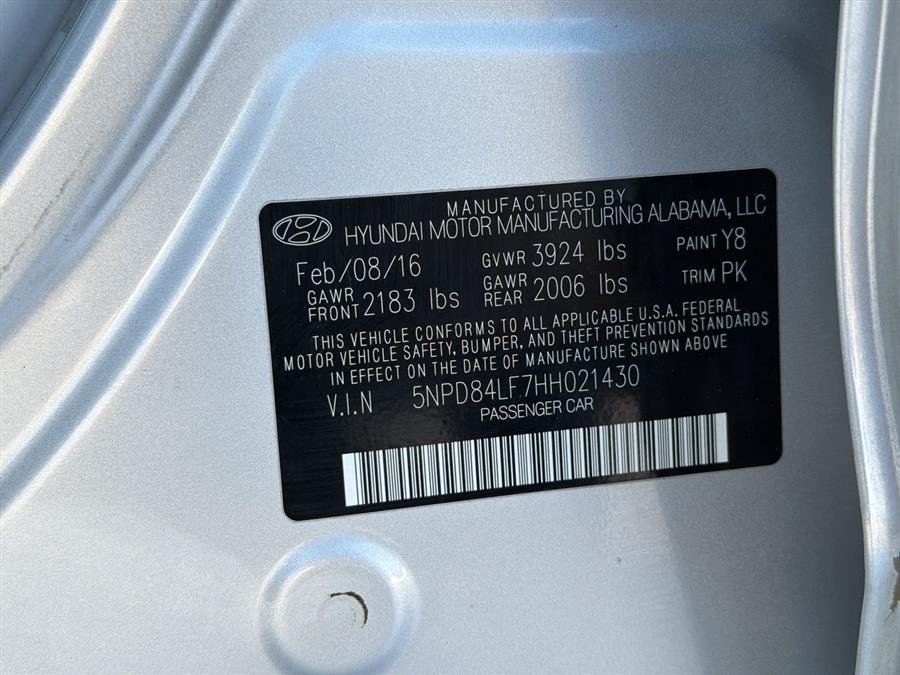 MANUFACTURED BY
HYUNDAI MOTOR MANUFACTURING ALABAMA, LLC
Feb/08/16 GVWR 3924 lbs PAINT Y8
GAWR FRONT 2183 lbs GAWR REAR 2006 lbs TRIM PK
THIS VEHICLE CONFORMS TO ALL APPLICABLE U.S.A. FEDERAL
MOTOR VEHICLE SAFETY, BUMPER, AND THEFT PREVENTION STANDARDS
IN EFFECT ON THE DATE OF MANUFACTURE SHOWN ABOVE
V.I.N 5NPD84LF7HH021430
PASSENGER CAR